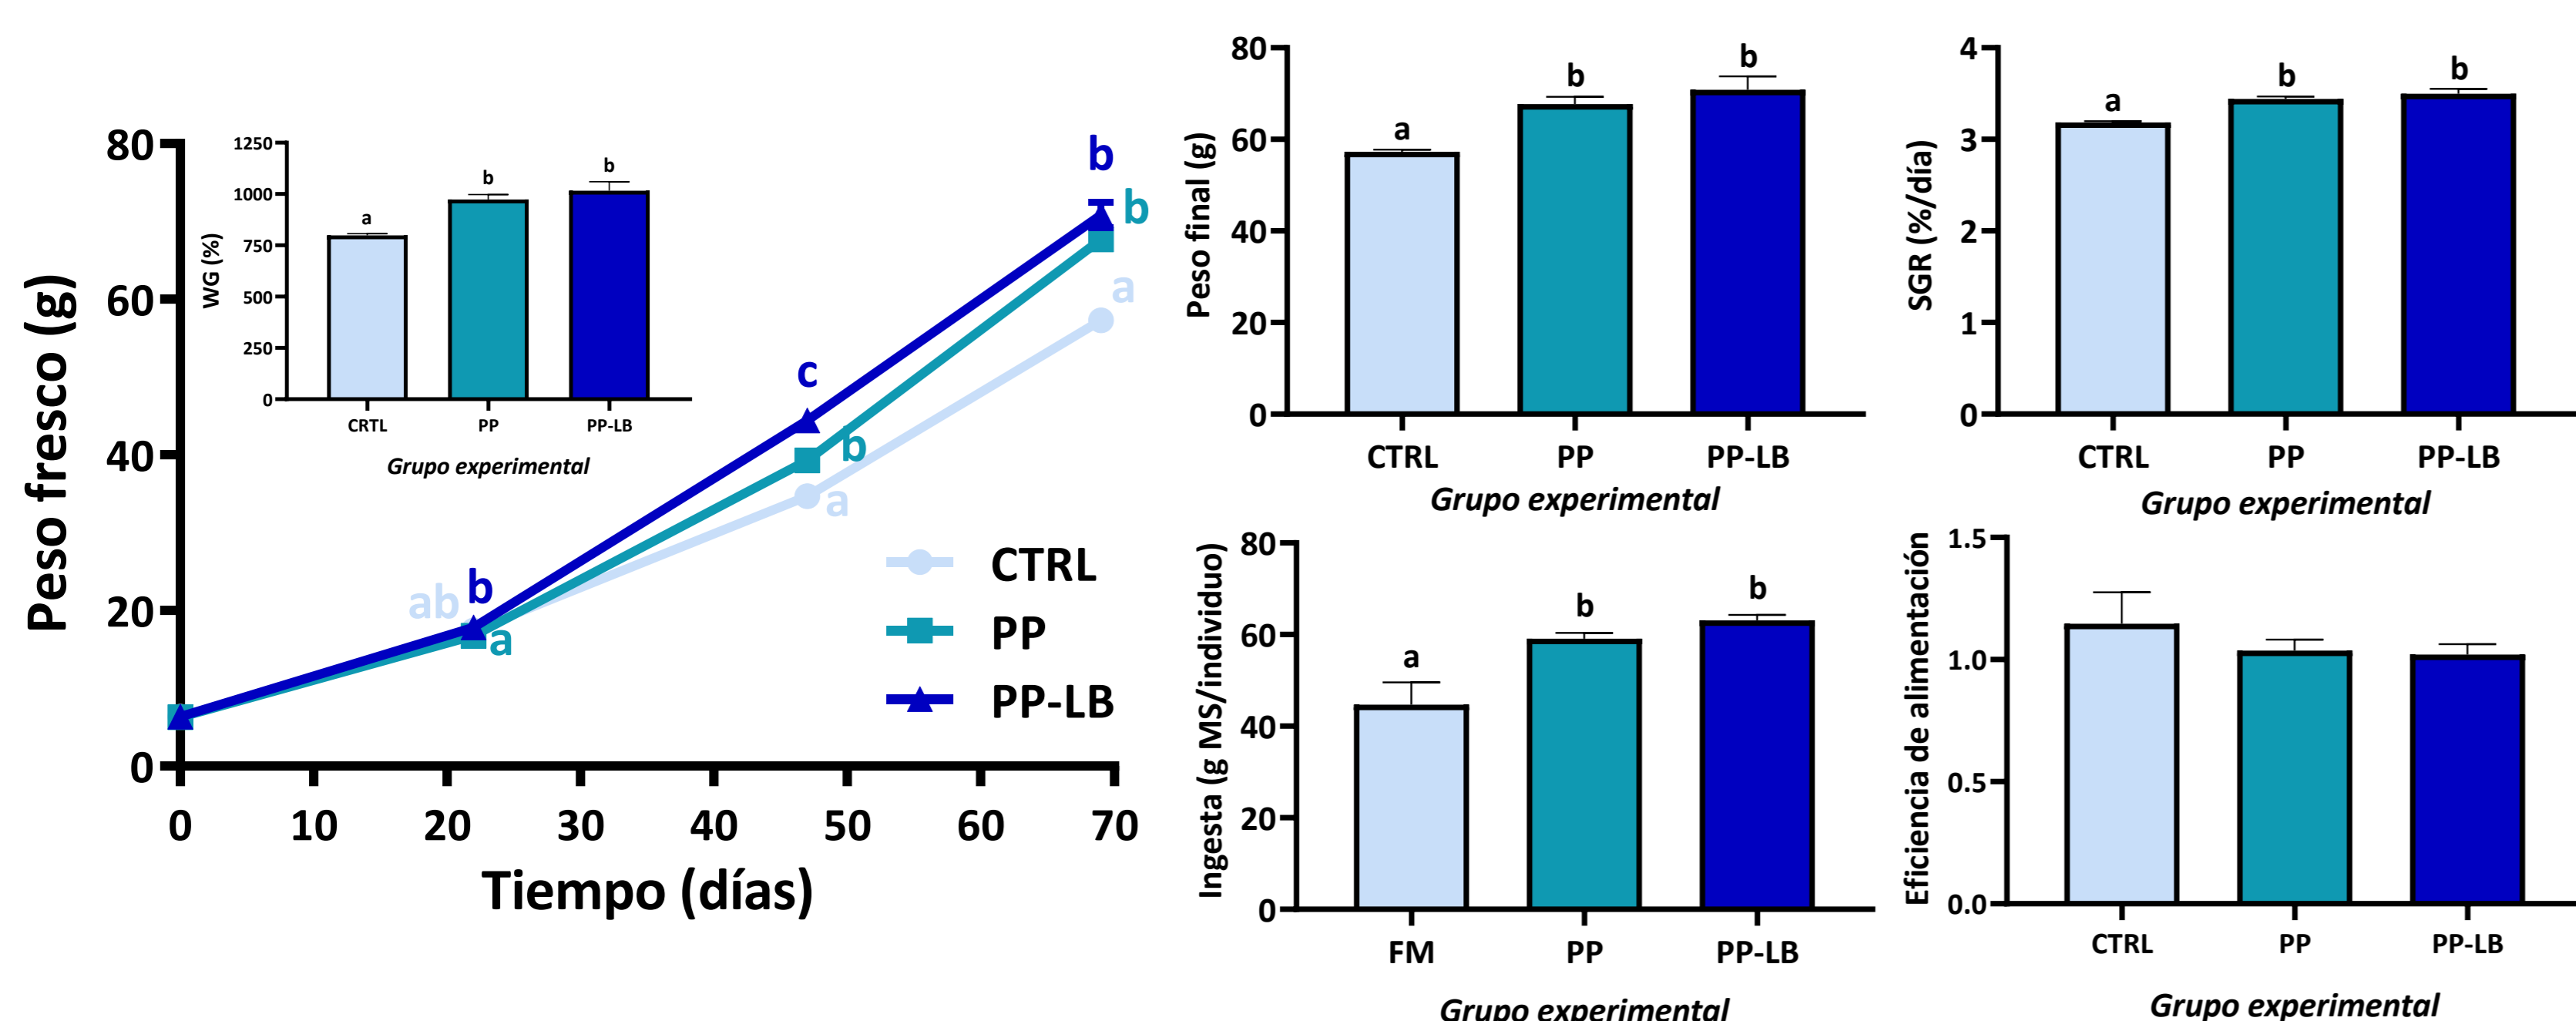 Peso fresco (g)
80
60
40
20
0
0 10 20 30 40 50 60 70
Tiempo (días)
ab b
a
c
b
a
b
b
a
CTRL
PP
PP-LB
WG (%)
1250
1000
750
500
250
0
a b b
CRTL PP PP-LB
Grupo experimental
Peso final (g)
80
60
40
20
0
a b b
CTRL PP PP-LB
Grupo experimental
SGR (%/día)
4
3
2
1
0
a b b
CTRL PP PP-LB
Grupo experimental
Ingesta (g MS/individuo)
80
60
40
20
0
a b b
FM PP PP-LB
Grupo experimental
Eficiencia de alimentación
1.5
1.0
0.5
0.0
CTRL PP PP-LB
Grupo experimental